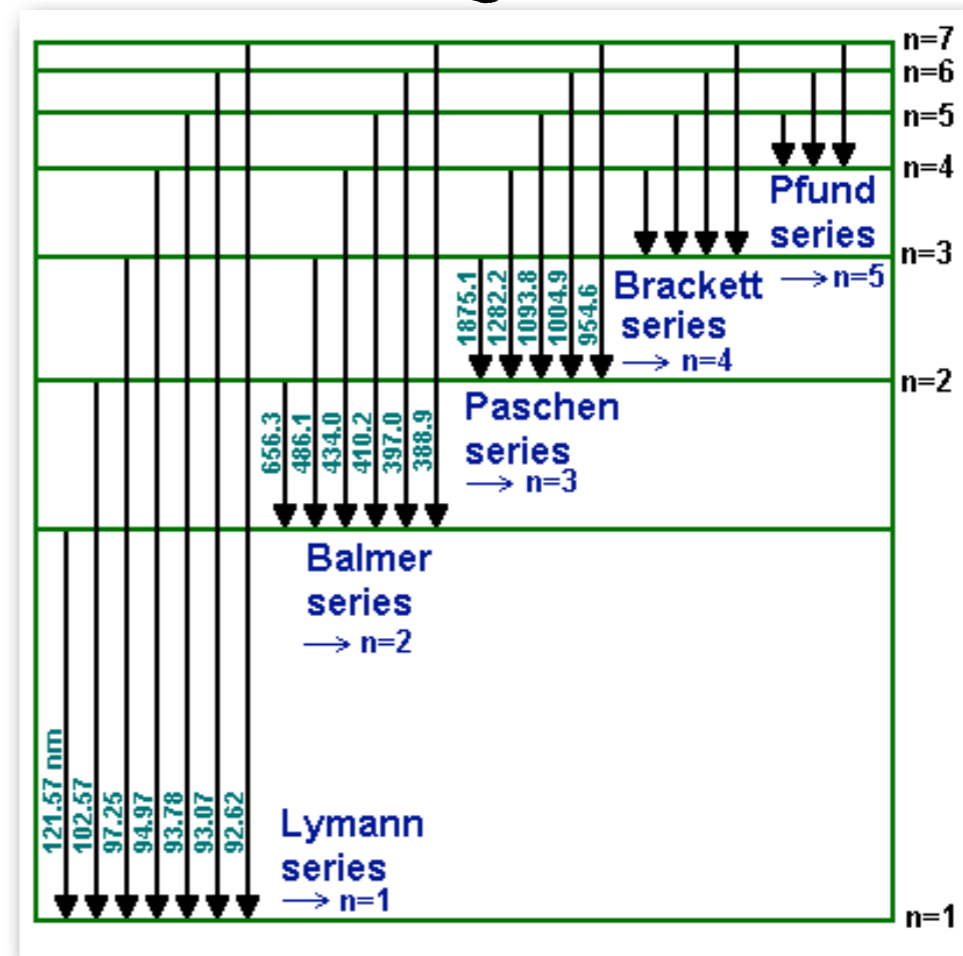 n=7
n=6
n=5
n=4
n=3
n=2
n=1
Pfund
series
→ n=5
Brackett
series
→ n=4
1875.1
1282.2
1093.8
1004.9
954.6
Paschen
series
→ n=3
656.3
486.1
434.0
410.2
397.0
388.9
Balmer
series
→ n=2
121.57 nm
102.57
97.25
94.97
93.78
93.07
92.62
Lymann
series
→ n=1